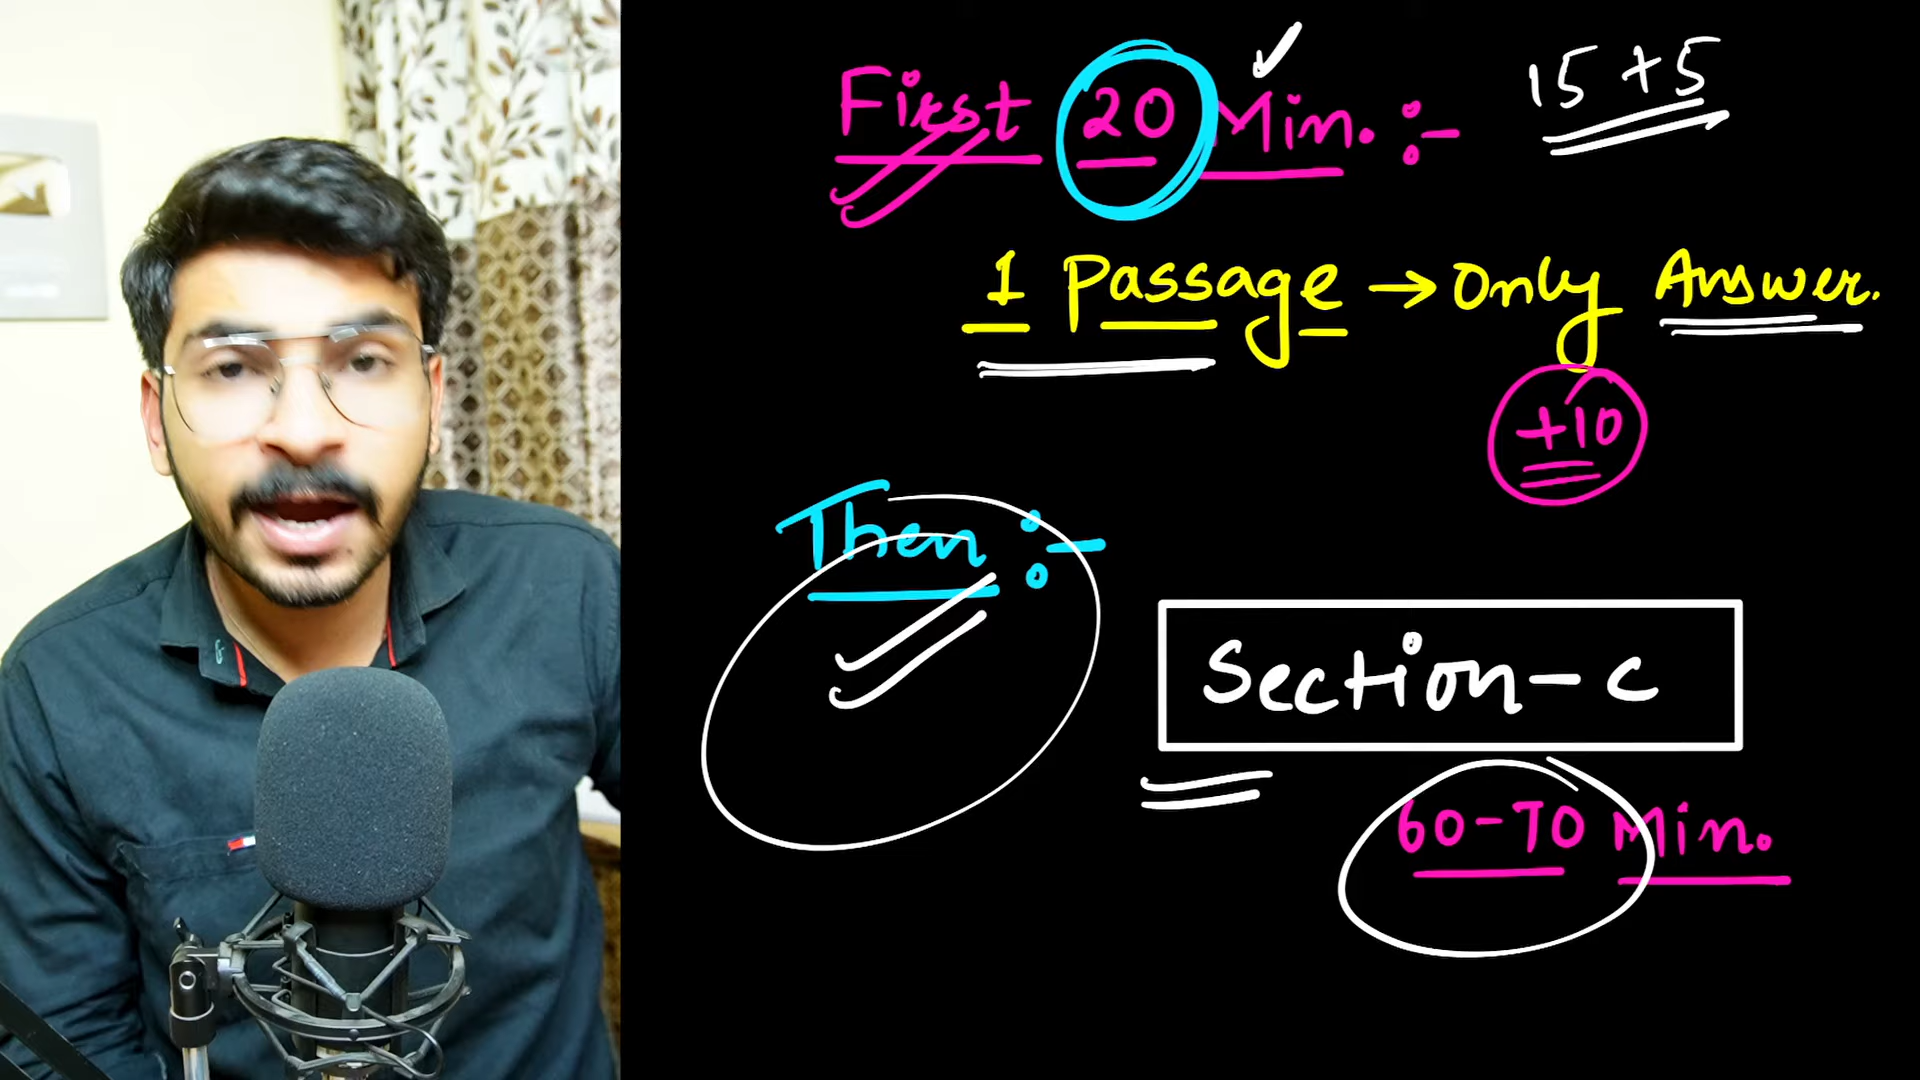 First 20 Min. :-
15 + 5
1 Passage → Only Answer.
+10
Then :-
Section - C
60 - 70 Min.